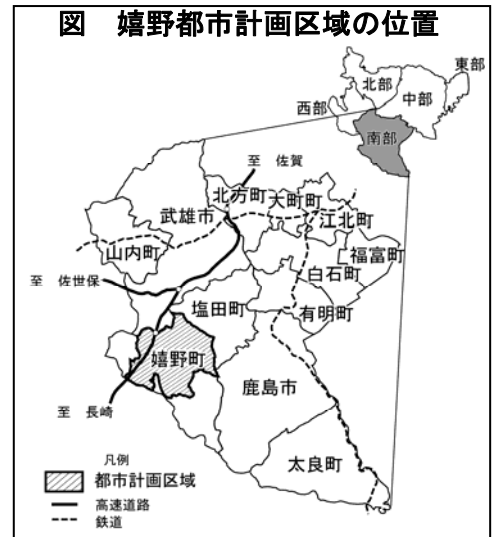 図 嬉野都市計画区域の位置
東部
北部
中部
西部
南部
至 佐賀
北方町
大町町
武雄市
江北町
山内町
福富町
白石町
至 佐世保
塩田町
有明町
嬉野町
鹿島市
至 長崎
太良町
凡例
都市計画区域
高速道路
鉄道